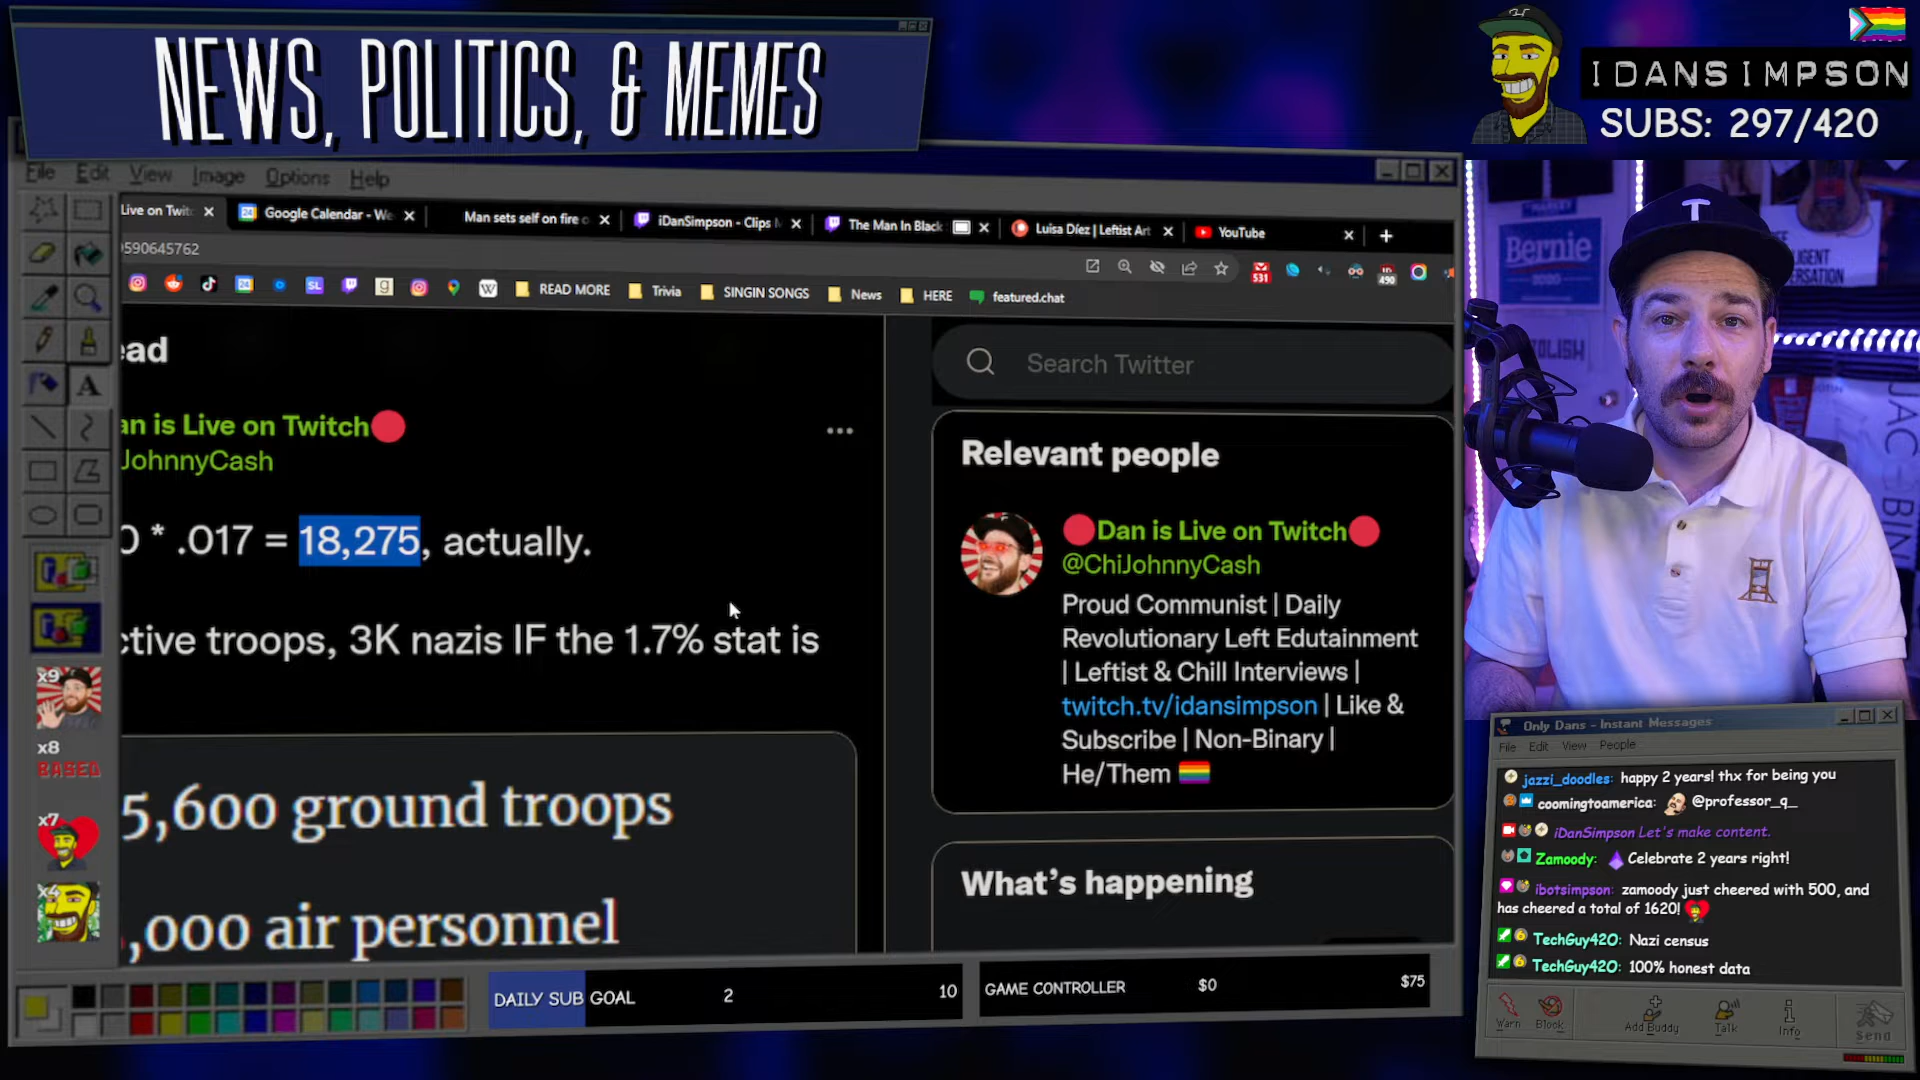 NEWS, POLITICS, & MEMES
IDANSIMPSON
SUBS: 297/420
File Edit View Image Options Help
Live on Twit
Google Calendar - We
Man sets self on fire o
iDanSimpson - Clips M
The Man In Black
Luisa Díez | Leftist Art
YouTube
9590645762
531
490
READ MORE
Trivia
SINGIN SONGS
News
HERE
featured.chat
ead
an is Live on Twitch
JohnnyCash
0 * .017 = 18,275, actually.
ctive troops, 3K nazis IF the 1.7% stat is
5,600 ground troops
,000 air personnel
Search Twitter
Relevant people
Dan is Live on Twitch
@ChiJohnnyCash
Proud Communist | Daily
Revolutionary Left Edutainment
| Leftist & Chill Interviews |
twitch.tv/idansimpson | Like &
Subscribe | Non-Binary |
He/Them
What's happening
x9
x8
BASED
x7
x4
DAILY SUB GOAL
2
10
GAME CONTROLLER
$0
$75
Bernie
2020
T
Only Dans - Instant Messages
File Edit View People
jazzi_doodles: happy 2 years! thx for being you
coomingtoamerica: @professor_q_
iDanSimpson Let's make content.
Zamoody: Celebrate 2 years right!
ibotsimpson: zamoody just cheered with 500, and
has cheered a total of 1620!
TechGuy420: Nazi census
TechGuy420: 100% honest data
Warn
Block
Add Buddy
Talk
Info
Send